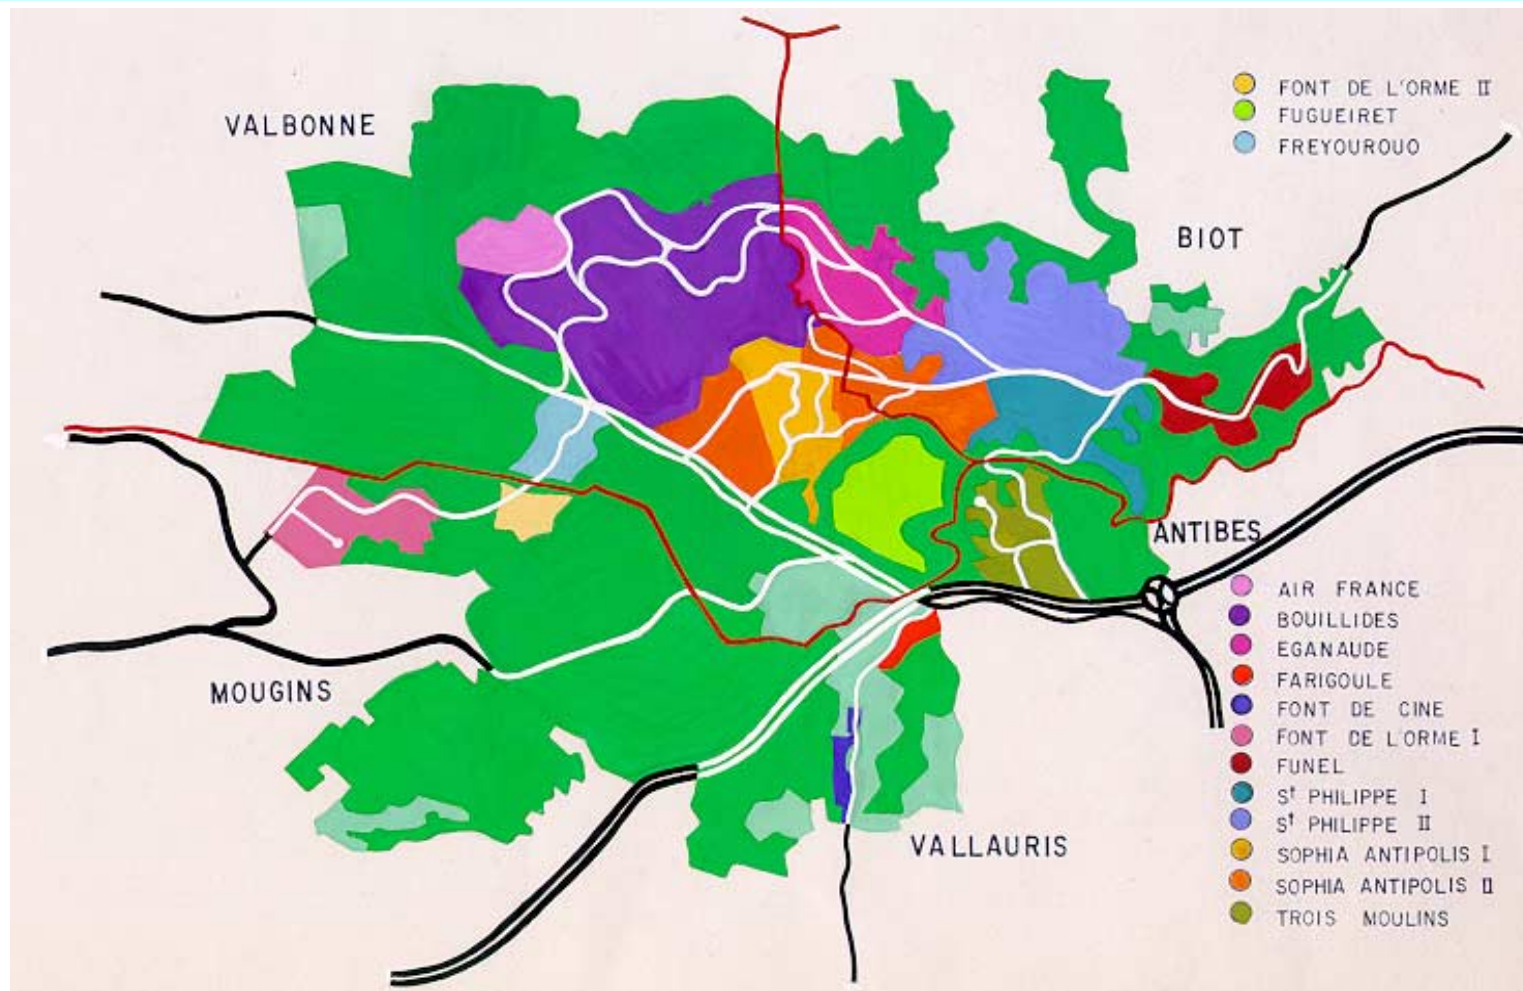 VALBONNE
FONT DE L'ORME II
FUGUEIRET
FREYOUROUO
BIOT
ANTIBES
AIR FRANCE
BOUILLIDES
EGANAUDE
FARIGOULE
FONT DE CINE
FONT DE L'ORME I
FUNEL
St PHILIPPE I
St PHILIPPE II
SOPHIA ANTIPOLIS I
SOPHIA ANTIPOLIS II
TROIS MOULINS
MOUGINS
VALLAURIS